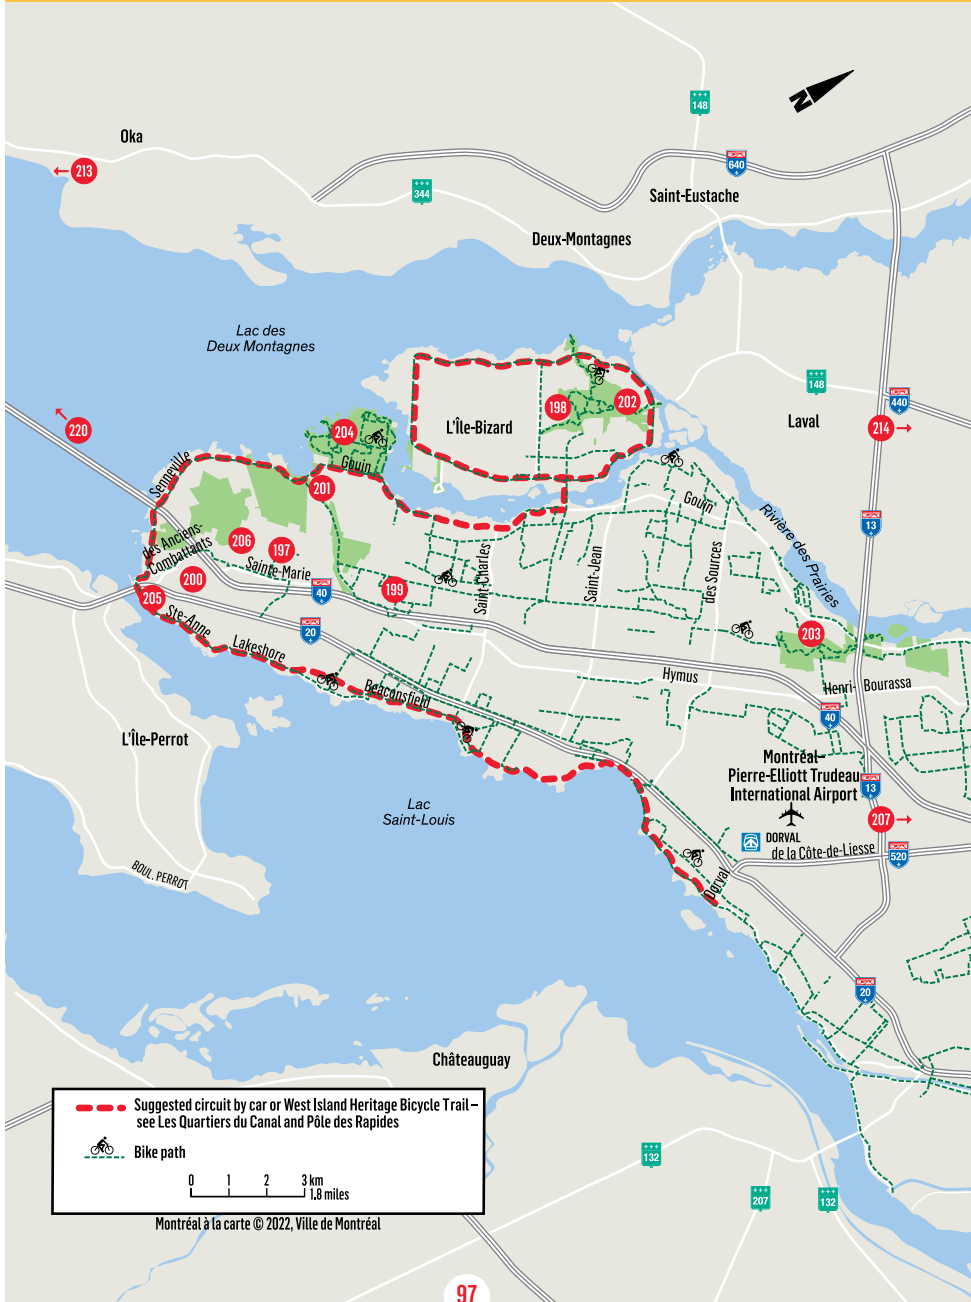 N
148
Oka
640
213
344
Saint-Eustache
Deux-Montagnes
Lac des
Deux Montagnes
148
440
L'Île-Bizard
198
202
Laval
214
220
204
Gouin
Senneville
201
Gouin
Rivière des Prairies
13
des Anciens-
Combattants
206
197
Sainte-Marie
Saint-Charles
Saint-Jean
des Sources
200
40
199
205
Ste-Anne
20
203
Lakeshore
Beaconsfield
Hymus
Henri-Bourassa
40
L'Île-Perrot
Montréal–
Pierre-Elliott Trudeau
International Airport
13
Lac
Saint-Louis
207
DORVAL
de la Côte-de-Liesse
520
BOUL. PERROT
Dorval
20
Châteauguay
Suggested circuit by car or West Island Heritage Bicycle Trail –
see Les Quartiers du Canal and Pôle des Rapides
Bike path
0 1 2 3 km
1.8 miles
132
207
132
Montréal à la carte © 2022, Ville de Montréal
97